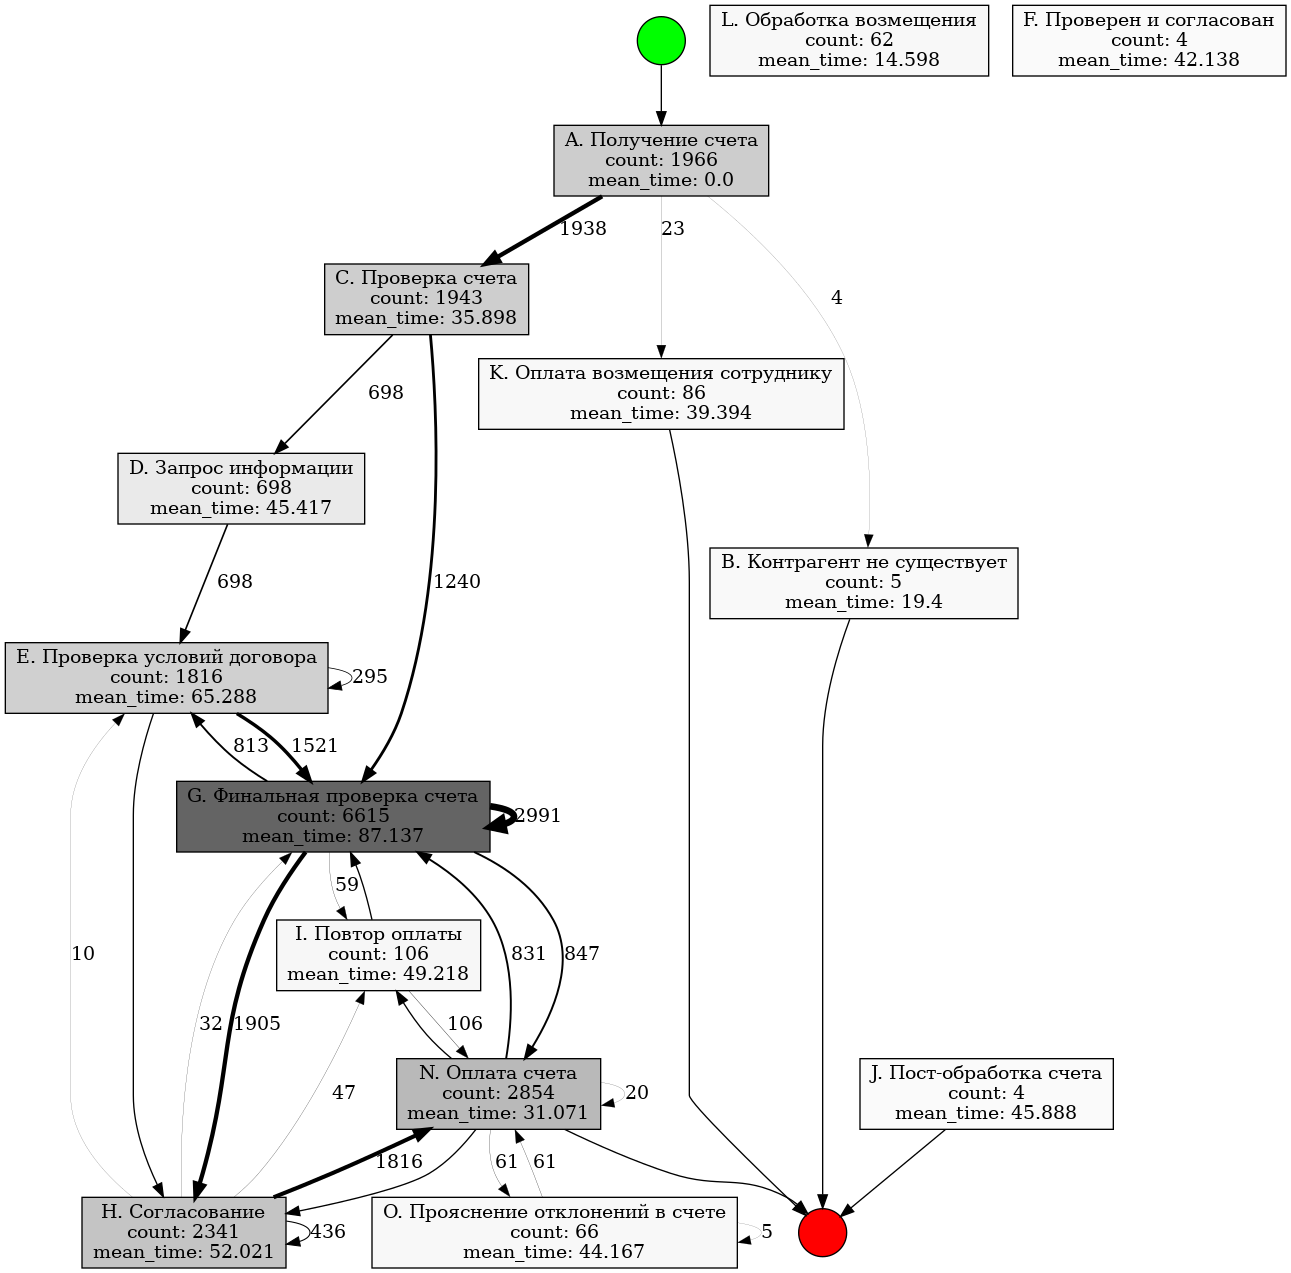 L. Обработка возмещения
count: 62
mean_time: 14.598
F. Проверен и согласован
count: 4
mean_time: 42.138
A. Получение счета
count: 1966
mean_time: 0.0
1938
23
4
C. Проверка счета
count: 1943
mean_time: 35.898
K. Оплата возмещения сотруднику
count: 86
mean_time: 39.394
698
1240
D. Запрос информации
count: 698
mean_time: 45.417
B. Контрагент не существует
count: 5
mean_time: 19.4
698
E. Проверка условий договора
count: 1816
mean_time: 65.288
295
813
1521
G. Финальная проверка счета
count: 6615
mean_time: 87.137
2991
59
I. Повтор оплаты
count: 106
mean_time: 49.218
10
831
847
32
1905
106
47
N. Оплата счета
count: 2854
mean_time: 31.071
20
J. Пост-обработка счета
count: 4
mean_time: 45.888
1816
61
61
H. Согласование
count: 2341
mean_time: 52.021
436
O. Прояснение отклонений в счете
count: 66
mean_time: 44.167
5